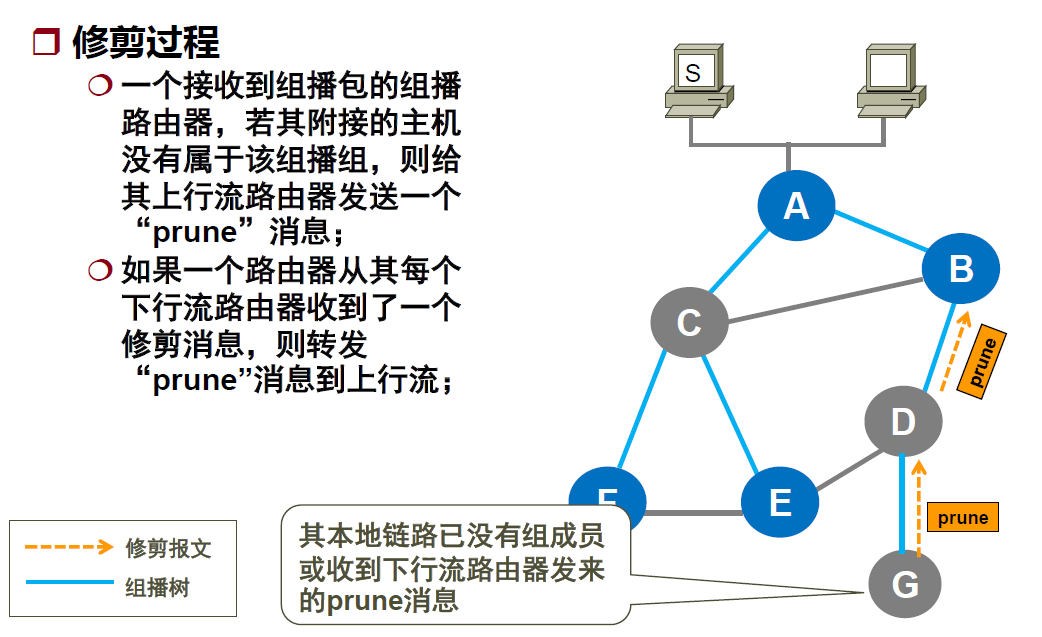 修剪过程
一个接收到组播包的组播
路由器，若其附接的主机
没有属于该组播组，则给
其上行流路由器发送一个
“prune”消息；
如果一个路由器从其每个
下行流路由器收到了一个
修剪消息，则转发
“prune”消息到上行流；
S
A
B
C
prune
D
F
E
prune
其本地链路已没有组成员
或收到下行流路由器发来
的prune消息
G
修剪报文
组播树